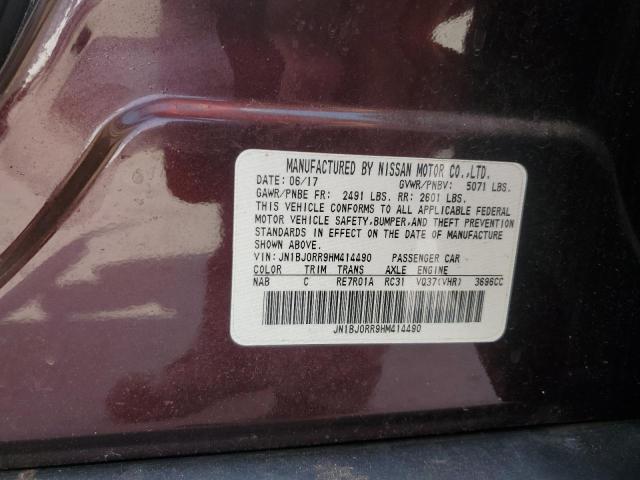 MANUFACTURED BY NISSAN MOTOR CO.,LTD.
DATE: 06/17 GVWR/PNBV: 5071 LBS.
GAWR/PNBE FR: 2491 LBS. RR: 2601 LBS.
THIS VEHICLE CONFORMS TO ALL APPLICABLE FEDERAL
MOTOR VEHICLE SAFETY,BUMPER,AND THEFT PREVENTION
STANDARDS IN EFFECT ON THE DATE OF MANUFACTURE
SHOWN ABOVE.
VIN: JN1BJ0RR9HM414490 PASSENGER CAR
COLOR TRIM TRANS AXLE ENGINE
NAB C RE7R01A RC31 VQ37(VHR) 3696CC
JN1BJ0RR9HM414490